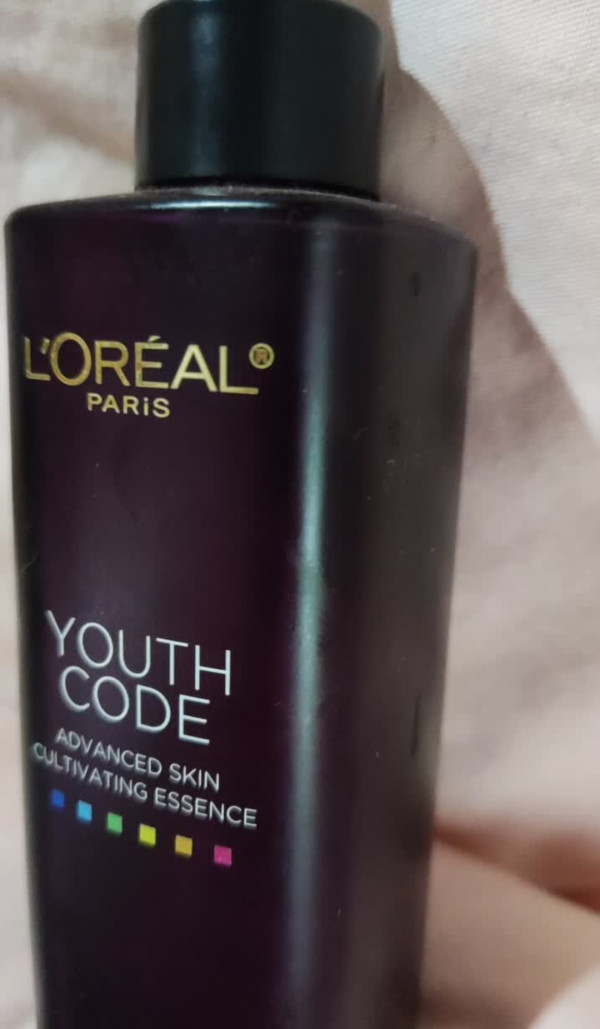 L'ORÉAL®
PARiS
YOUTH
CODE
ADVANCED SKIN
CULTIVATING ESSENCE